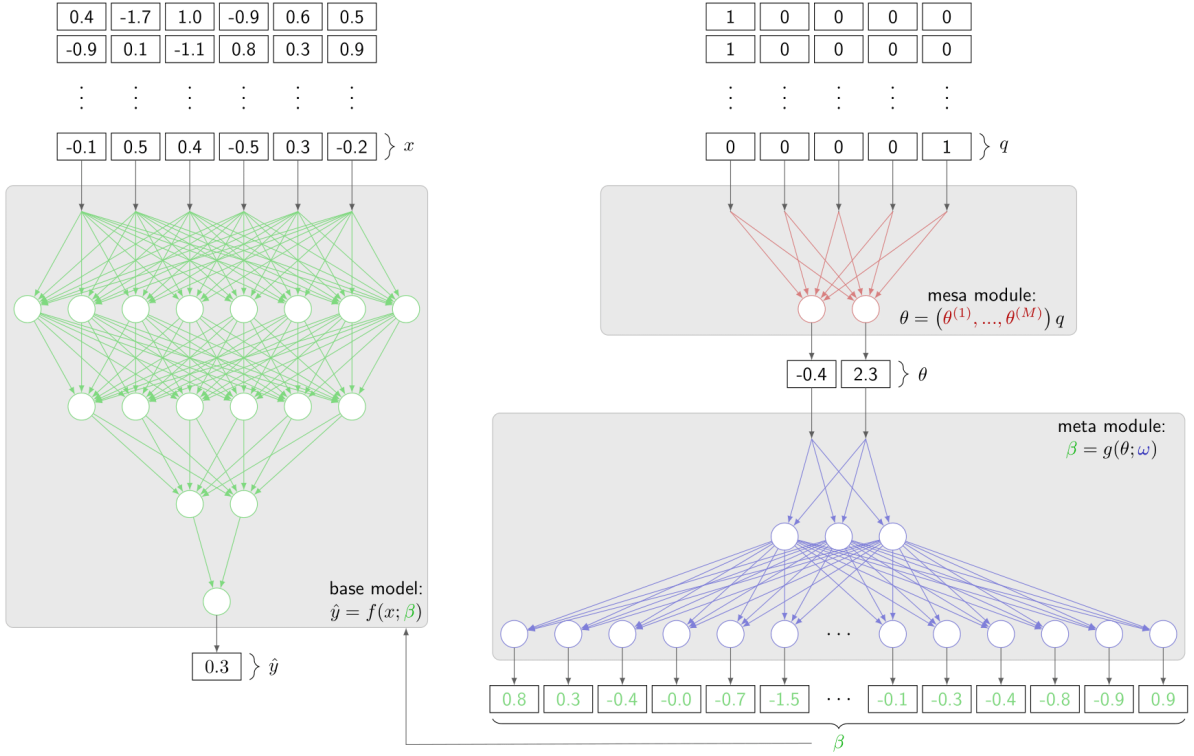 0.4 -1.7 1.0 -0.9 0.6 0.5
-0.9 0.1 -1.1 0.8 0.3 0.9
-0.1 0.5 0.4 -0.5 0.3 -0.2 } x
base model:
ŷ = f(x; β)
0.3 } ŷ
1 0 0 0 0
1 0 0 0 0
0 0 0 0 1 } q
mesa module:
θ = (θ⁽¹⁾, ..., θ⁽ᴹ⁾) q
-0.4 2.3 } θ
meta module:
β = g(θ; ω)
...
0.8 0.3 -0.4 -0.0 -0.7 -1.5 ... -0.1 -0.3 -0.4 -0.8 -0.9 0.9
β